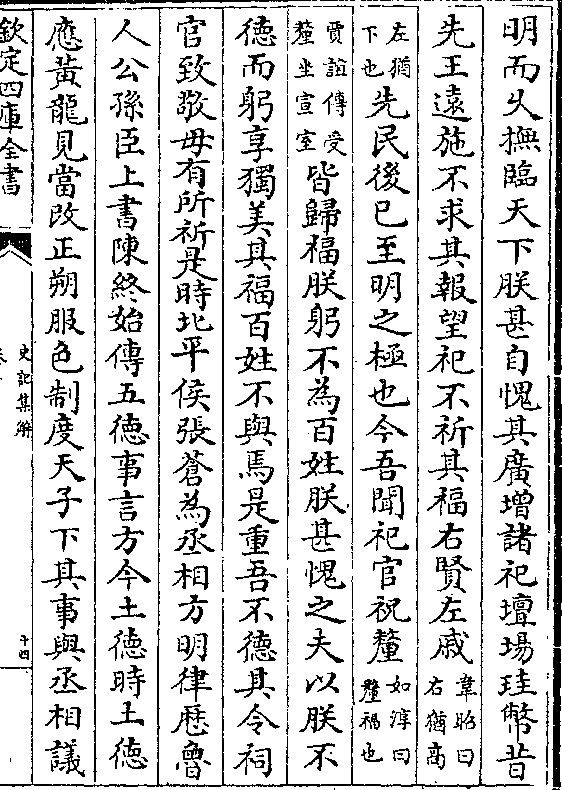 明而乆撫臨天下朕甚自愧其廣增諸祀壇場珪幣昔
先王遠施不求其報望祀不祈其福右賢左戚韋昭曰右猶高
左猶下也先民後已至明之極也今吾聞祀官祝釐如淳曰釐福也
賈誼傳受釐坐宣室皆歸福朕躬不為百姓朕甚愧之夫以朕不
德而躬享獨美其福百姓不與馬是重吾不德其令祠
官致敬毋有所祈是時北平侯張蒼為丞相方明律厯魯
人公孫臣上書陳終始傳五德事言方今土德時土德
應黃龍見當改正朔服色制度天子下其事與丞相議
欽定四庫全書
史記集解
十四